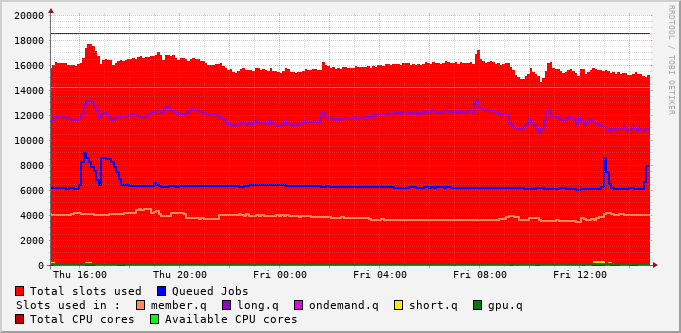 20000
18000
16000
14000
12000
10000
8000
6000
4000
2000
0
Thu 16:00 Thu 20:00 Fri 00:00 Fri 04:00 Fri 08:00 Fri 12:00
RRDTOOL / TOBI OETIKER
Total slots used Queued Jobs
Slots used in : member.q long.q ondemand.q short.q gpu.q
Total CPU cores Available CPU cores